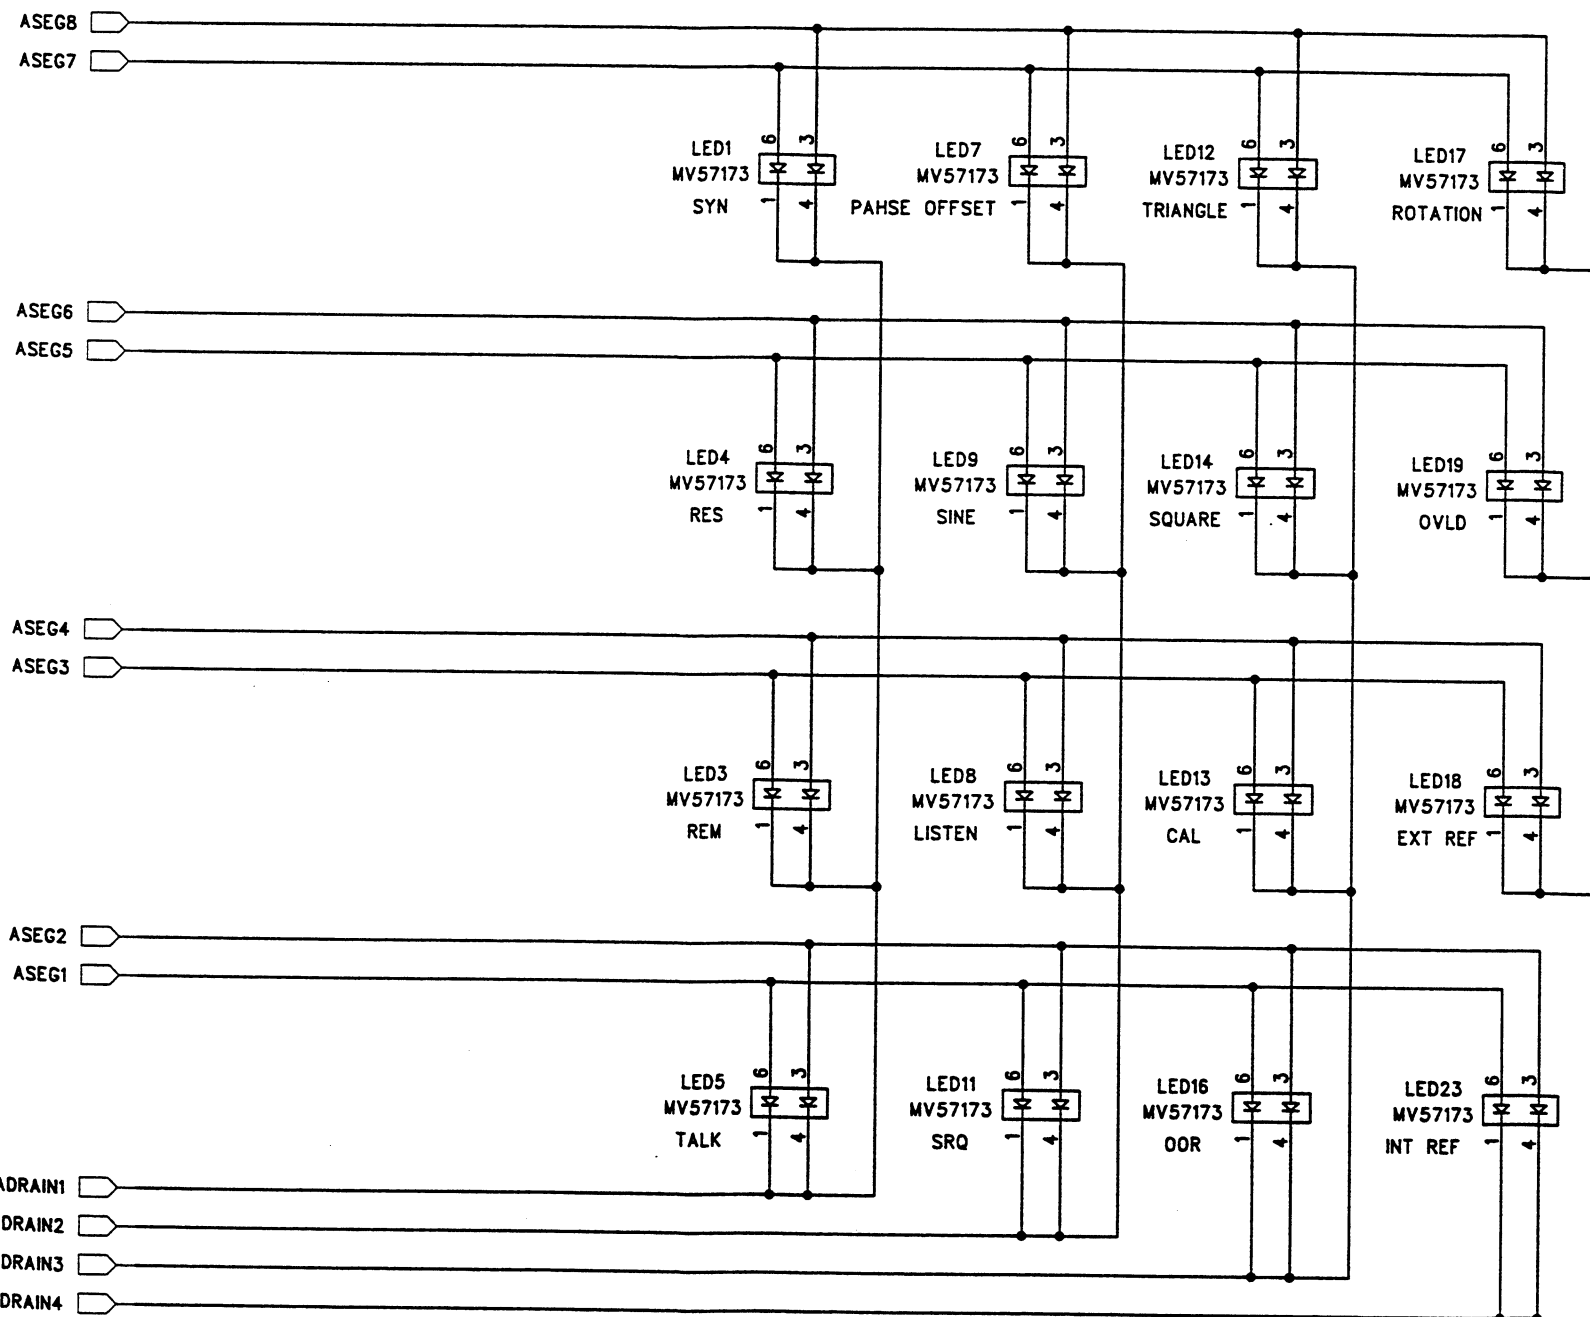 ASEG8
ASEG7
6 3
LED1
MV57173
SYN
1 4
6 3
LED7
MV57173
PAHSE OFFSET
1 4
6 3
LED12
MV57173
TRIANGLE
1 4
6 3
LED17
MV57173
ROTATION
1 4
ASEG6
ASEG5
6 3
LED4
MV57173
RES
1 4
6 3
LED9
MV57173
SINE
1 4
6 3
LED14
MV57173
SQUARE
1 4
6 3
LED19
MV57173
OVLD
1 4
ASEG4
ASEG3
6 3
LED3
MV57173
REM
1 4
6 3
LED8
MV57173
LISTEN
1 4
6 3
LED13
MV57173
CAL
1 4
6 3
LED18
MV57173
EXT REF
1 4
ASEG2
ASEG1
6 3
LED5
MV57173
TALK
1 4
6 3
LED11
MV57173
SRQ
1 4
6 3
LED16
MV57173
OOR
1 4
6 3
LED23
MV57173
INT REF
1 4
ADRAIN1
DRAIN2
DRAIN3
DRAIN4